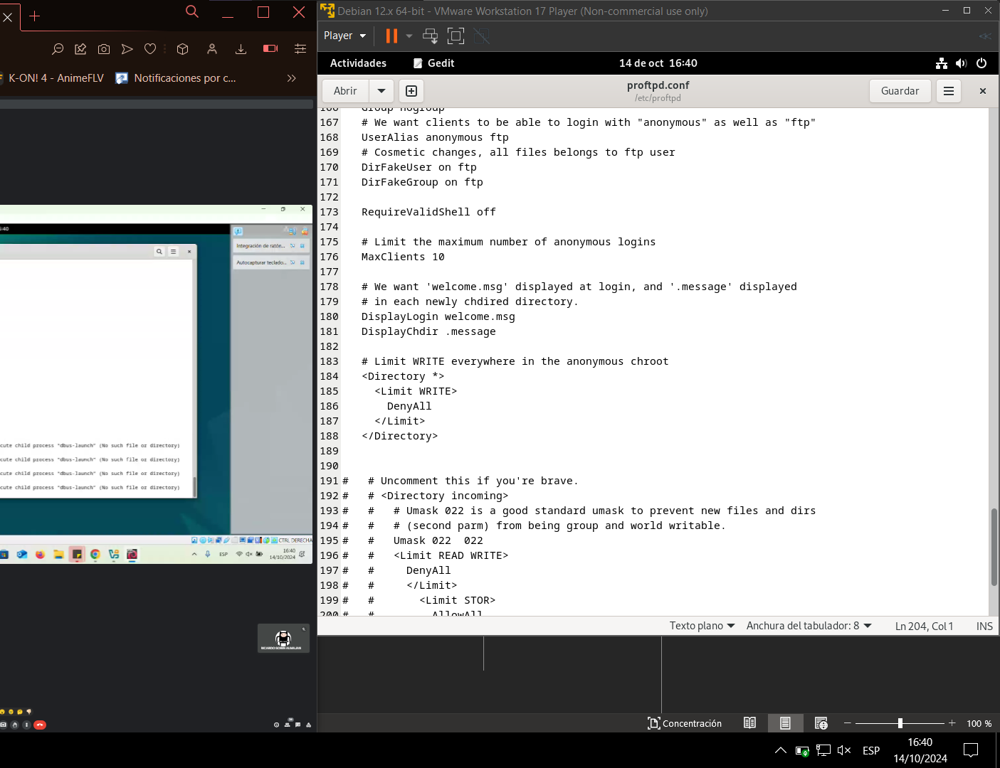 Debian 12.x 64-bit - VMware Workstation 17 Player (Non-commercial use only)
Player
K-ON! 4 - AnimeFLV
Notificaciones por c...
Actividades
Gedit
14 de oct 16:40
Abrir
proftpd.conf
/etc/proftpd
Guardar
166 Group nogroup
167 # We want clients to be able to login with "anonymous" as well as "ftp"
168 UserAlias anonymous ftp
169 # Cosmetic changes, all files belongs to ftp user
170 DirFakeUser on ftp
171 DirFakeGroup on ftp
172
173 RequireValidShell off
174
175 # Limit the maximum number of anonymous logins
176 MaxClients 10
177
178 # We want 'welcome.msg' displayed at login, and '.message' displayed
179 # in each newly chdired directory.
180 DisplayLogin welcome.msg
181 DisplayChdir .message
182
183 # Limit WRITE everywhere in the anonymous chroot
184 <Directory *>
185 <Limit WRITE>
186 DenyAll
187 </Limit>
188 </Directory>
189
190
191 # # Uncomment this if you're brave.
192 # # <Directory incoming>
193 # # # Umask 022 is a good standard umask to prevent new files and dirs
194 # # # (second parm) from being group and world writable.
195 # # Umask 022 022
196 # # <Limit READ WRITE>
197 # # DenyAll
198 # # </Limit>
199 # # <Limit STOR>
200 # # AllowAll
Texto plano
Anchura del tabulador: 8
Ln 204, Col 1
INS
:40
Integración de ratón...
Autocapturar teclado...
cute child process "dbus-launch" (No such file or directory)
cute child process "dbus-launch" (No such file or directory)
cute child process "dbus-launch" (No such file or directory)
cute child process "dbus-launch" (No such file or directory)
CTRL DERECHA
ESP
16:40
14/10/2024
RICARDO SORIN ALMAJAN
Concentración
100 %
ESP
16:40
14/10/2024